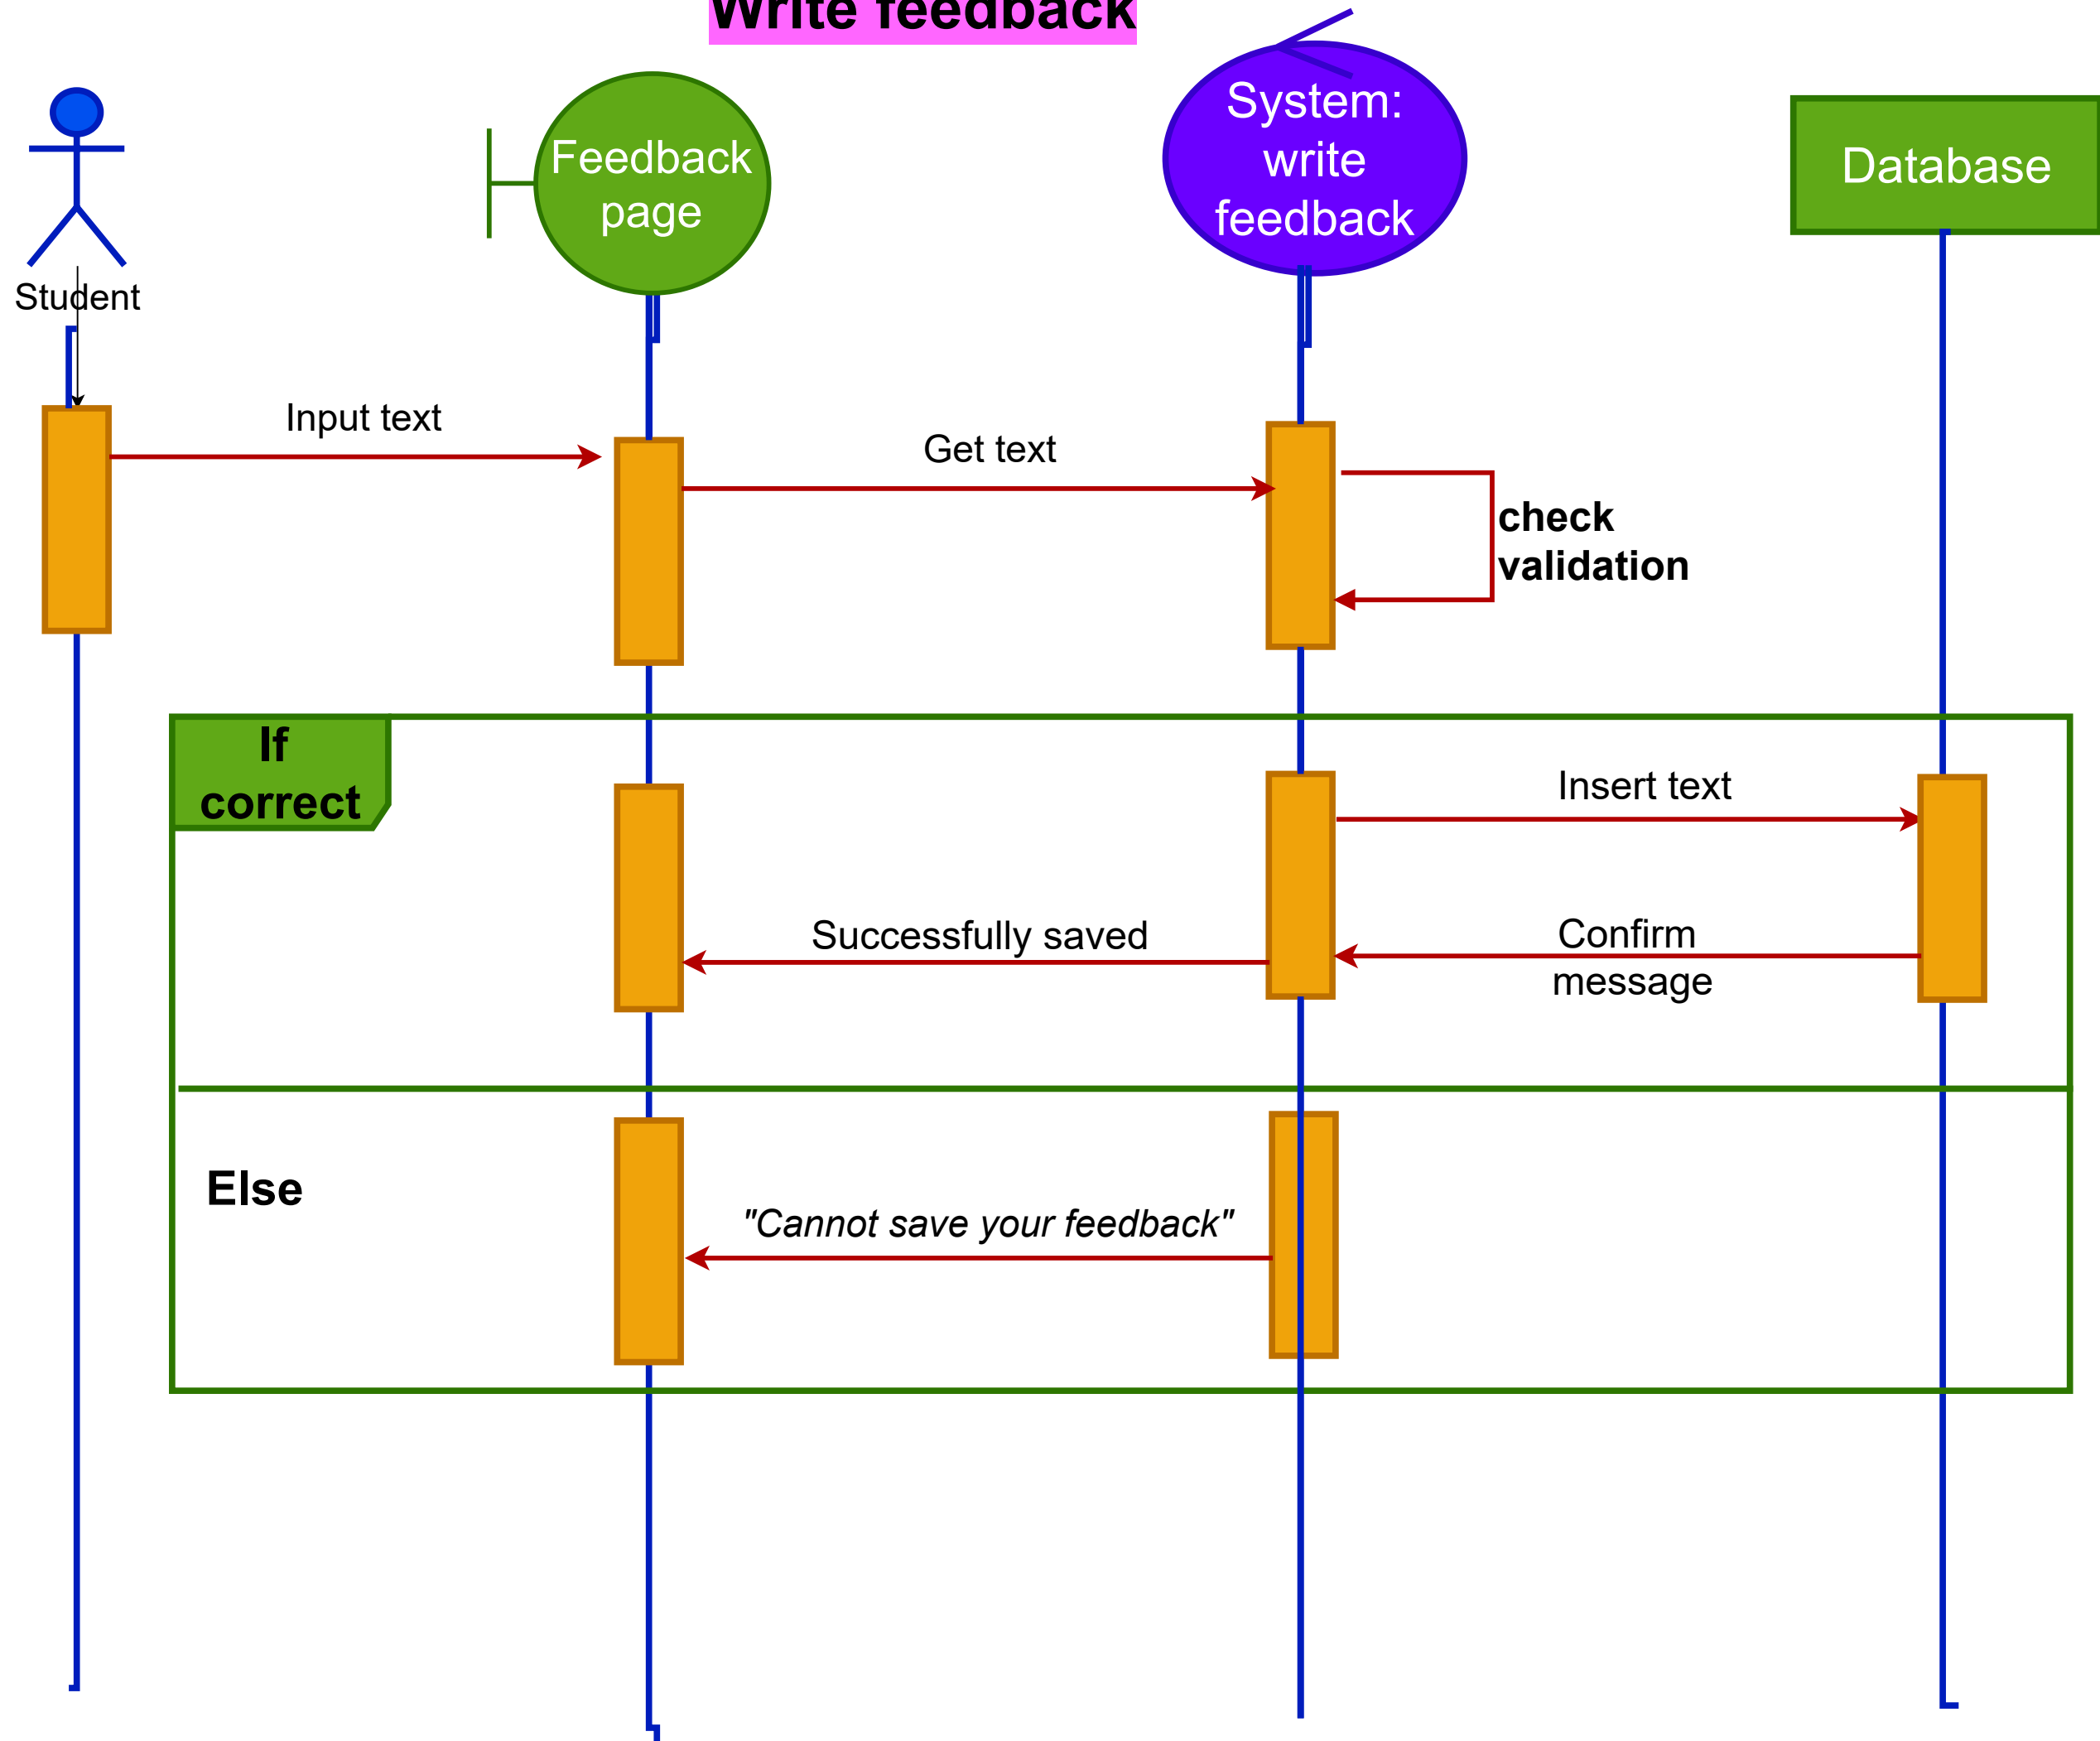 Write feedback
System:
write
feedback
Feedback
page
Database
Student
Input text
Get text
check
validation
If
correct
Insert text
Successfully saved
Confirm
message
Else
"Cannot save your feedback"